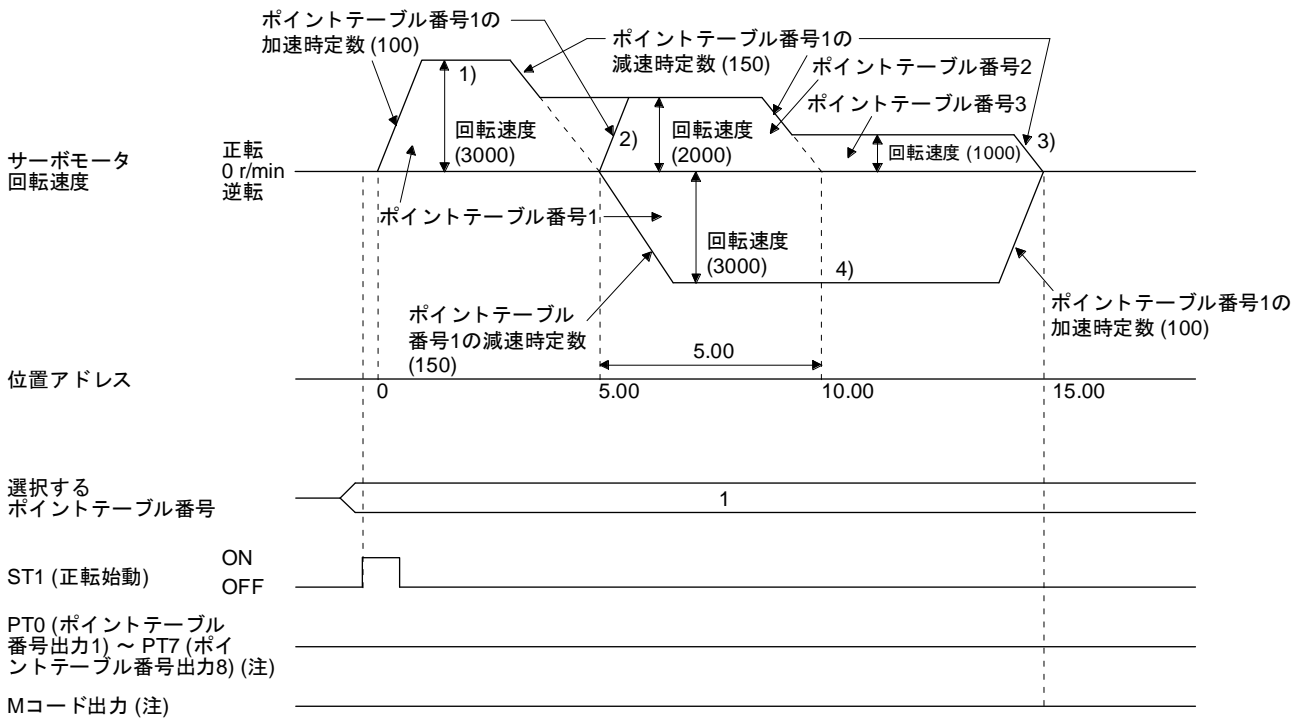 ポイントテーブル番号1の
加速時定数 (100)
ポイントテーブル番号1の
減速時定数 (150)
ポイントテーブル番号2
ポイントテーブル番号3
1)
2)
3)
回転速度
(3000)
回転速度
(2000)
回転速度 (1000)
サーボモータ
回転速度
正転
0 r/min
逆転
ポイントテーブル番号1
回転速度
(3000)
4)
ポイントテーブル
番号1の減速時定数
(150)
ポイントテーブル番号1の
加速時定数 (100)
5.00
位置アドレス
0
5.00
10.00
15.00
選択する
ポイントテーブル番号
1
ST1 (正転始動)
ON
OFF
PT0 (ポイントテーブル
番号出力1) ～ PT7 (ポイ
ントテーブル番号出力8) (注)
Mコード出力 (注)